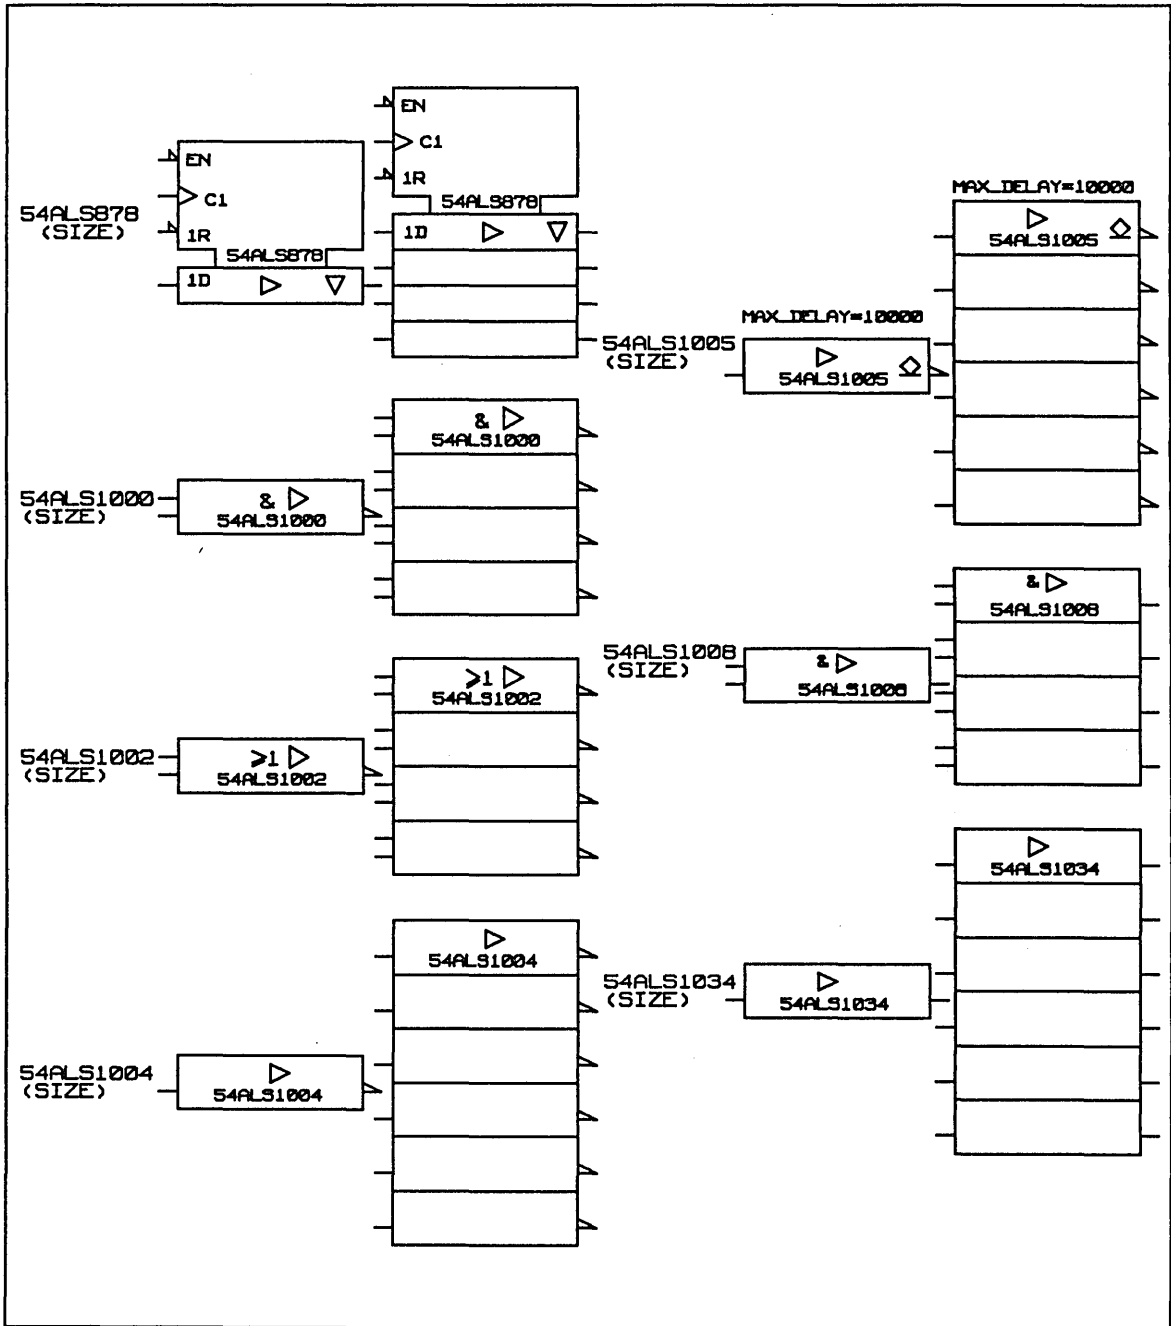 54ALS878
(SIZE)
EN
C1
1R
54ALS878
1D
EN
C1
1R
54ALS878
1D
54ALS1000
(SIZE)
&
54ALS1000
&
54ALS1000
54ALS1002
(SIZE)
≥1
54ALS1002
≥1
54ALS1002
54ALS1004
(SIZE)
54ALS1004
54ALS1004
54ALS1005
(SIZE)
MAX_DELAY=10000
54ALS1005
MAX_DELAY=10000
54ALS1005
54ALS1008
(SIZE)
&
54ALS1008
&
54ALS1008
54ALS1034
(SIZE)
54ALS1034
54ALS1034